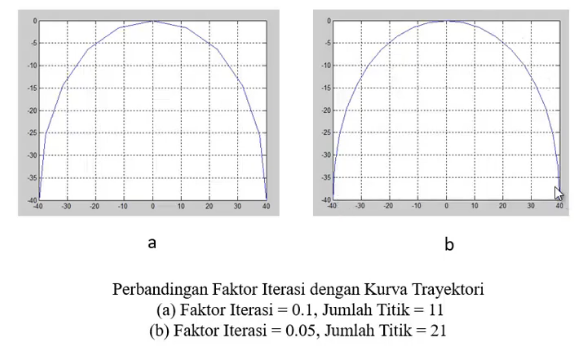 0
-5
-10
-15
-20
-25
-30
-35
-40
-40 -30 -20 -10 0 10 20 30 40
0
-5
-10
-15
-20
-25
-30
-35
-40
-40 -30 -20 -10 0 10 20 30 40
a
b
Perbandingan Faktor Iterasi dengan Kurva Trayektori
(a) Faktor Iterasi = 0.1, Jumlah Titik = 11
(b) Faktor Iterasi = 0.05, Jumlah Titik = 21